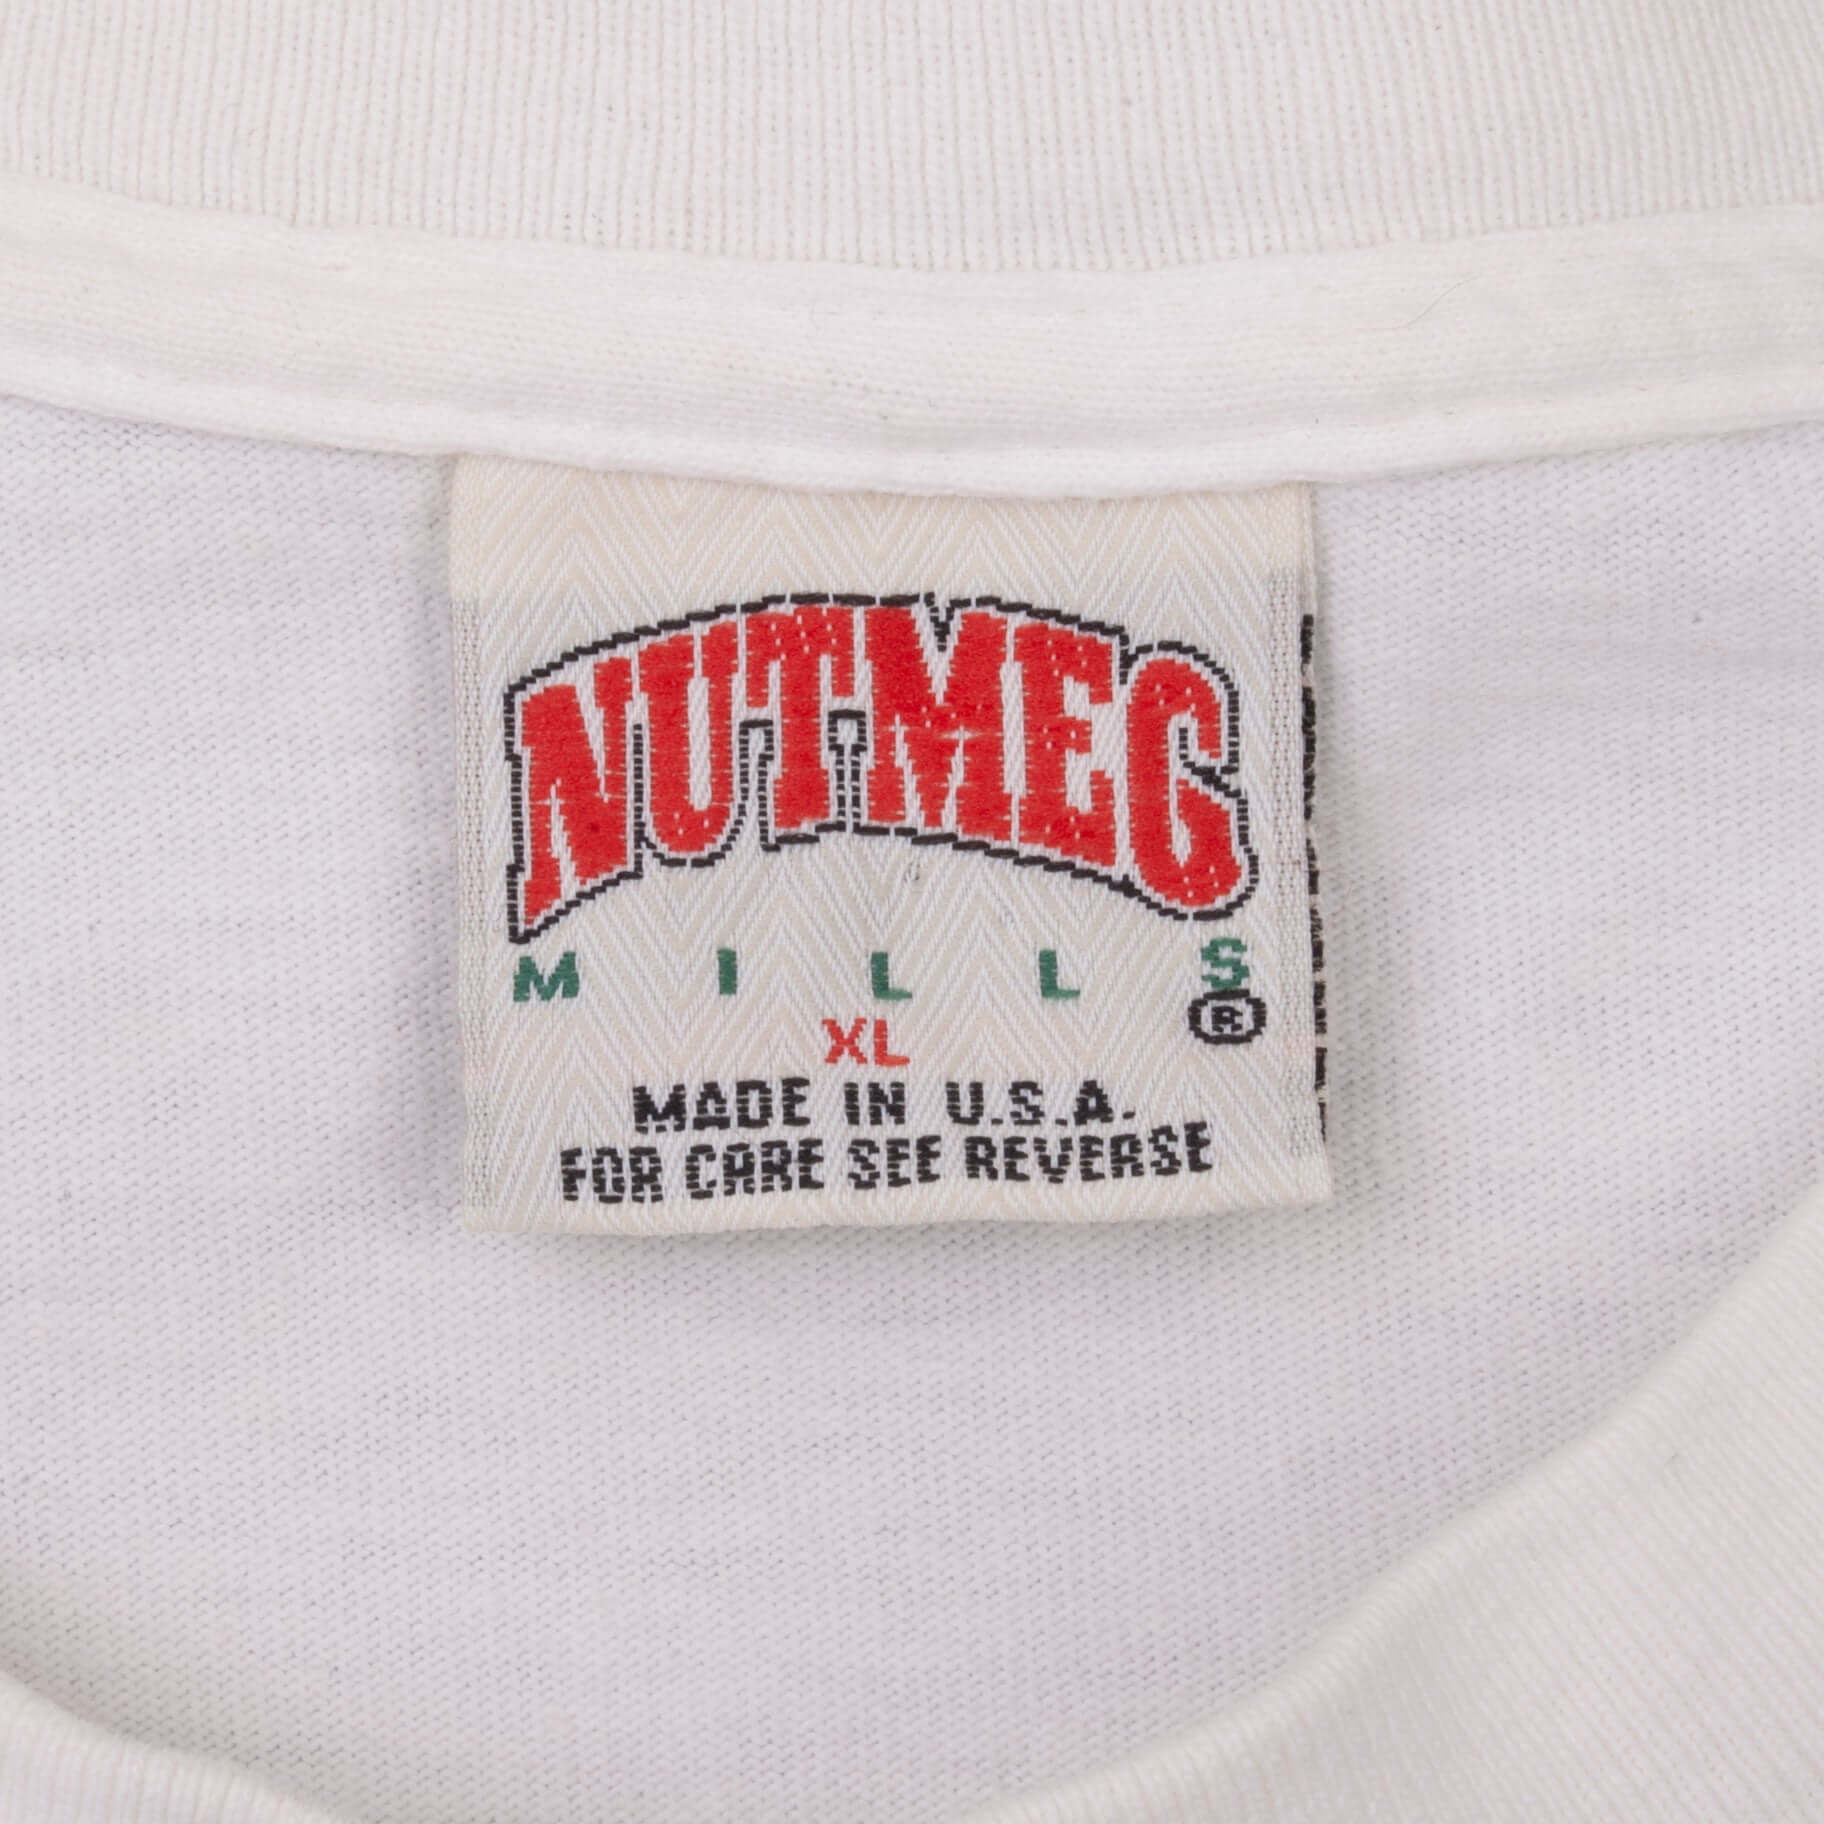 NUTMEG
MILLS
®
XL
MADE IN U.S.A.
FOR CARE SEE REVERSE